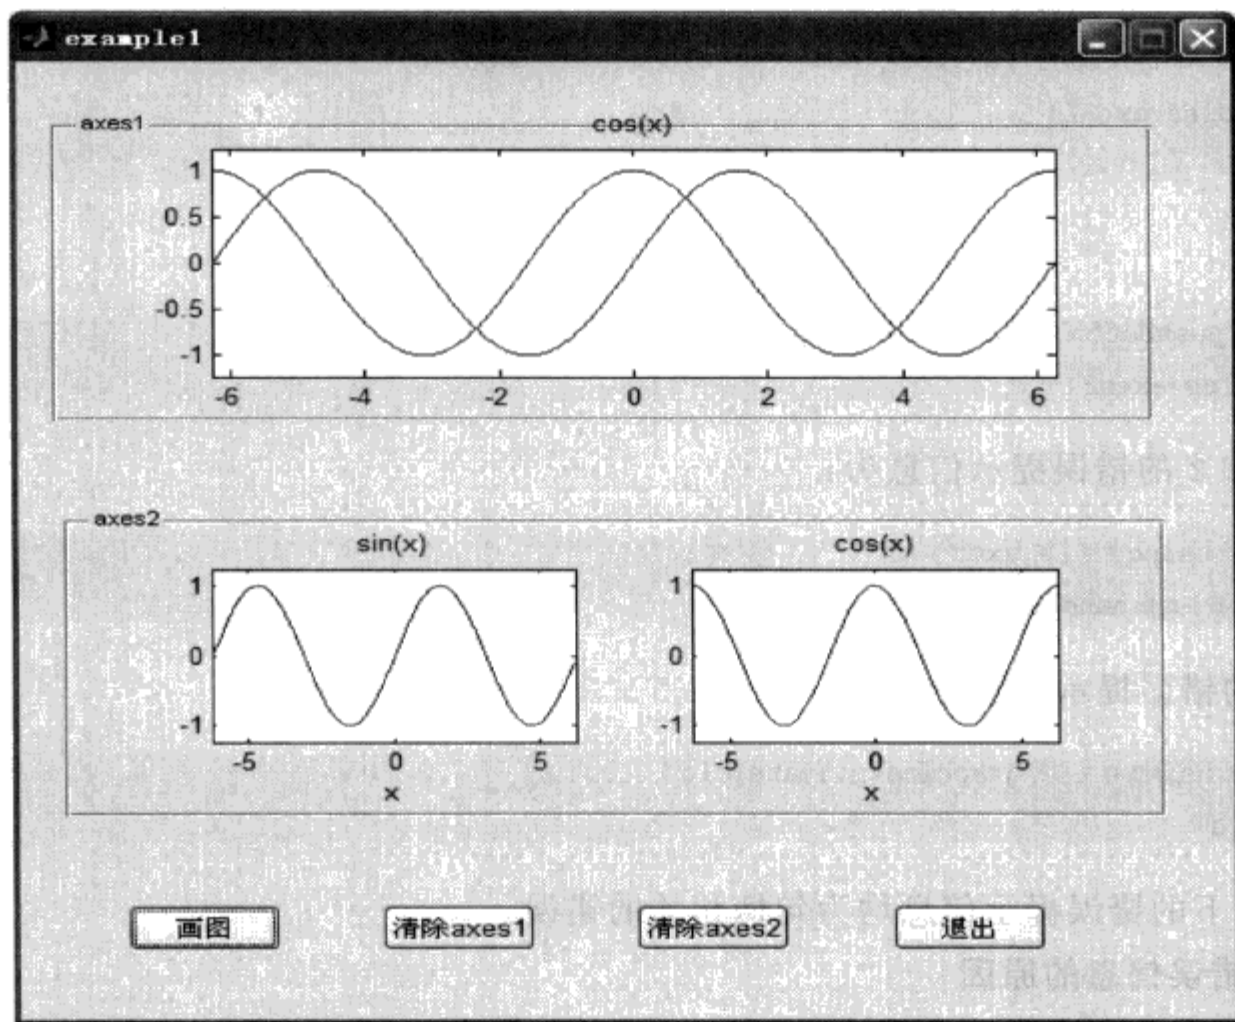 example1
axes1
cos(x)
1
0.5
0
-0.5
-1
-6 -4 -2 0 2 4 6
axes2
sin(x) cos(x)
1 1
0 0
-1 -1
-5 0 5 -5 0 5
x x
画图 清除axes1 清除axes2 退出